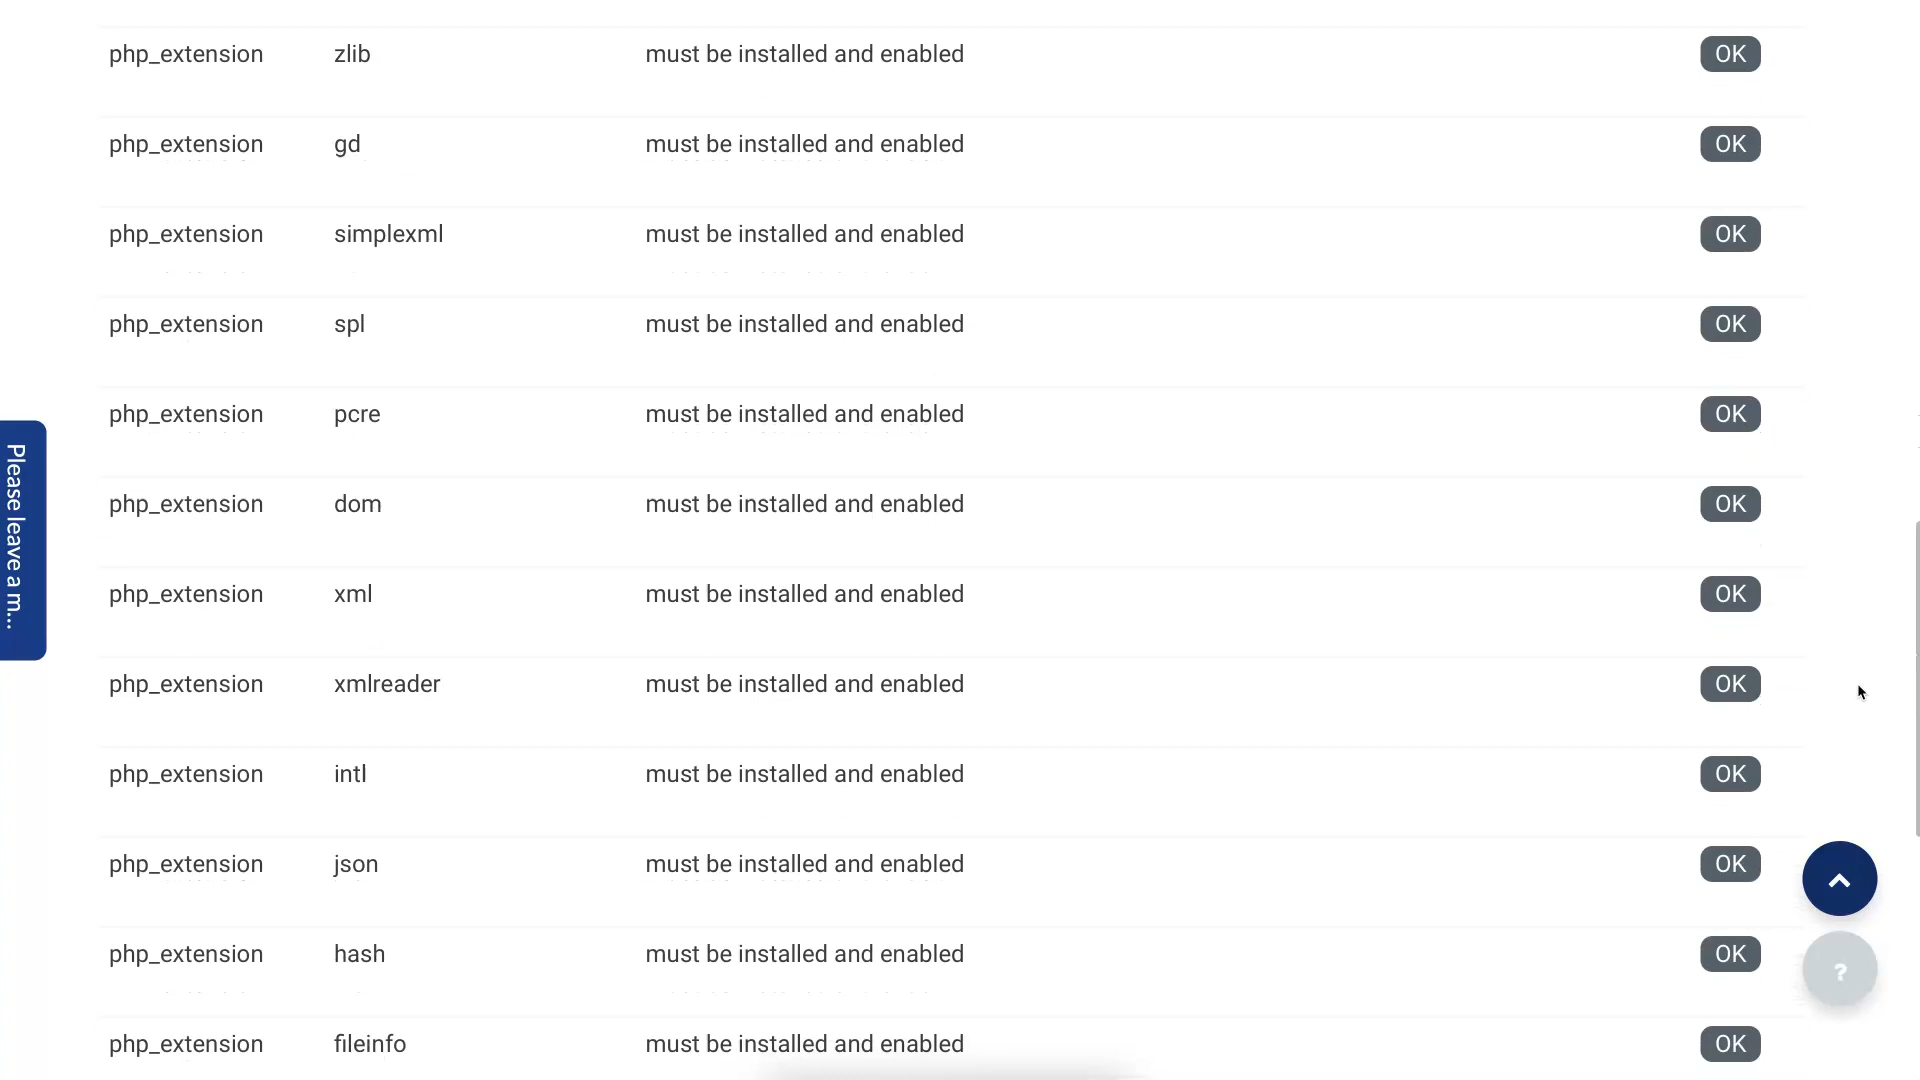 php_extension zlib must be installed and enabled OK
php_extension gd must be installed and enabled OK
php_extension simplexml must be installed and enabled OK
php_extension spl must be installed and enabled OK
php_extension pcre must be installed and enabled OK
php_extension dom must be installed and enabled OK
php_extension xml must be installed and enabled OK
php_extension xmlreader must be installed and enabled OK
php_extension intl must be installed and enabled OK
php_extension json must be installed and enabled OK
php_extension hash must be installed and enabled OK
php_extension fileinfo must be installed and enabled OK
Please leave a m...
?